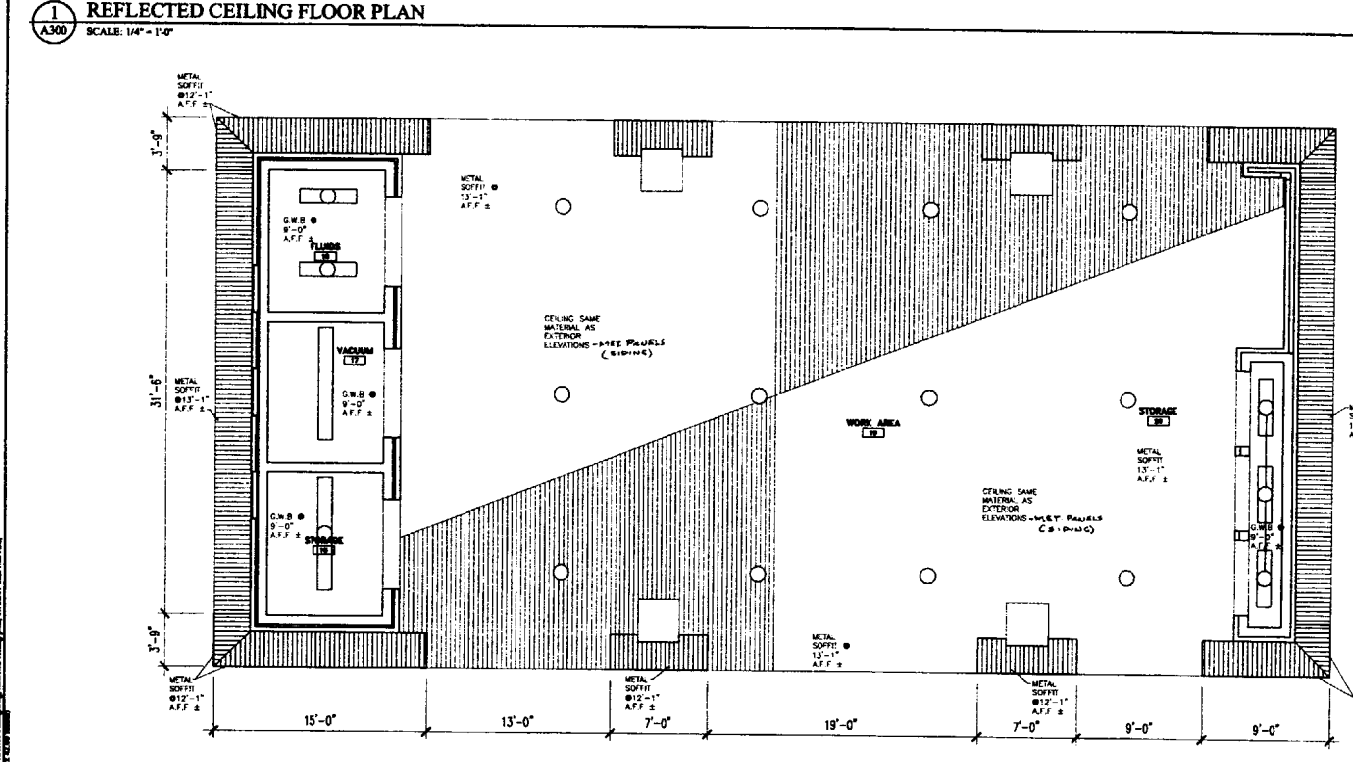 1
A300
REFLECTED CEILING FLOOR PLAN
SCALE: 1/4" = 1'-0"
METAL
SOFFIT
@12'-1"
A.F.F ±
3'-9"
METAL
SOFFIT @
13'-1"
A.F.F ±
G.W.B @
9'-0"
A.F.F ±
FLUIDS
CEILING SAME
MATERIAL AS
EXTERIOR
ELEVATIONS - MET PANELS
(SIDING)
VACUUM
17
METAL
SOFFIT
@13'-1"
A.F.F ±
31'-6"
G.W.B @
9'-0"
A.F.F ±
WORK AREA
19
STORAGE
20
METAL
SOFFIT
13'-1"
A.F.F ±
CEILING SAME
MATERIAL AS
EXTERIOR
ELEVATIONS - MET PANELS
(SIDING)
G.W.B @
9'-0"
A.F.F ±
STORAGE
G.W.B @
9'-0"
A.F.F ±
3'-9"
METAL
SOFFIT @
13'-1"
A.F.F ±
METAL
SOFFIT
@12'-1"
A.F.F ±
METAL
SOFFIT
@12'-1"
A.F.F ±
METAL
SOFFIT
@12'-1"
A.F.F ±
15'-0"
13'-0"
7'-0"
19'-0"
7'-0"
9'-0"
9'-0"